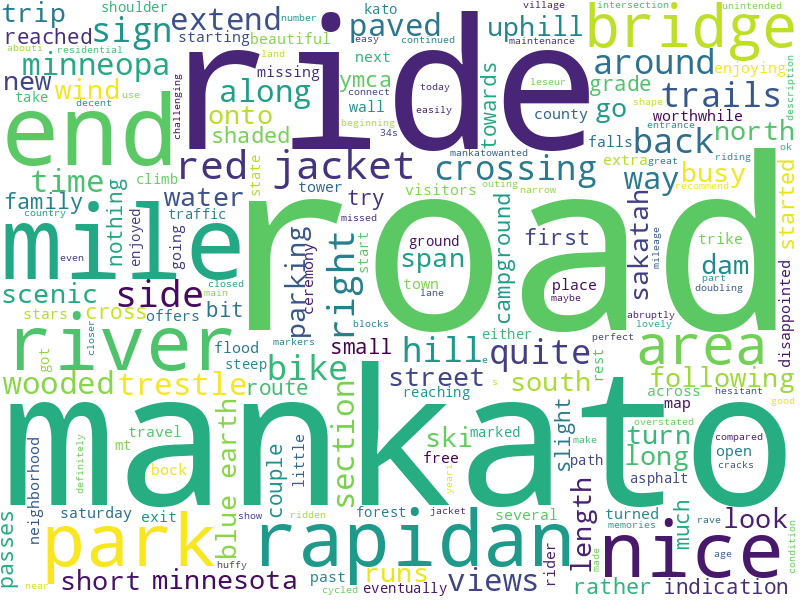 trip
shoulder
kato
village
intersection
unintended
reached
sign
extend
ride
number
uphill
bridge
starting
beautiful
paved
land
easy
continued
maintenance
abouti
residential
minneopa
missing
next
around
enjoying
new
wind
along
ymca
connect
today
towards
grade
trails
take
use
decent
challenging
onto
wall
beginning
easily
county
leseur
shape
worthwhile
description
end
shaded
34s
go
back
north
falls
entrance
ok
red jacket
crossing
mankatowanted
extra
great
riding
time
climb
state
tower
try
visitors
outing
narrow
way
busy
recommend
family
water
missed
road
nothing
country
traffic
ground
first
sakatah
started
mile
even
enjoyed
going
parking
ceremony
right
start
span
campground
trike
mileage
dam
part
scenic
closed
main
side
town
place
doubling
stars
cross
offers
bit
lane
maybe
abruptly
lovely
disappointed
river
got
closer
flood
markers
blocks
either
perfect
steep
small
hill
e
quite
rest
area
wooded
trestle
route
bike
street
s
south
across
hesitant
following
good
mankato
reaching
map
overstated
mt
travel
couple
little
section
ski
marked
slight
make
turn
compared
definitely
bock
free
path
long
open
cracks
asphalt
neighborhood
blue earth
yeari
saturday
exit
show
ridden
forest
jacket
several
turned
memories
much
rave
look
condition
passes
park
rapidan
length
made
age
nice
near
huffy
past
runs
views
rider
short
minnesota
cycled
eventually
rather
indication